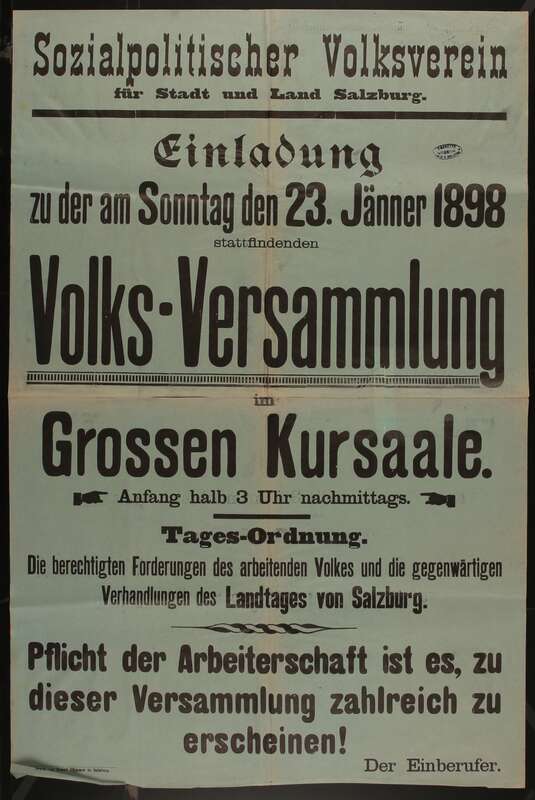 Sozialpolitischer Volksverein
für Stadt und Land Salzburg.
Einladung
zu der am Sonntag den 23. Jänner 1898
stattfindenden
Volks-Versammlung
im
Grossen Kursaale.
Anfang halb 3 Uhr nachmittags.
Tages-Ordnung.
Die berechtigten Forderungen des arbeitenden Volkes und die gegenwärtigen
Verhandlungen des Landtages von Salzburg.
Pflicht der Arbeiterschaft ist es, zu
dieser Versammlung zahlreich zu
erscheinen!
Der Einberufer.